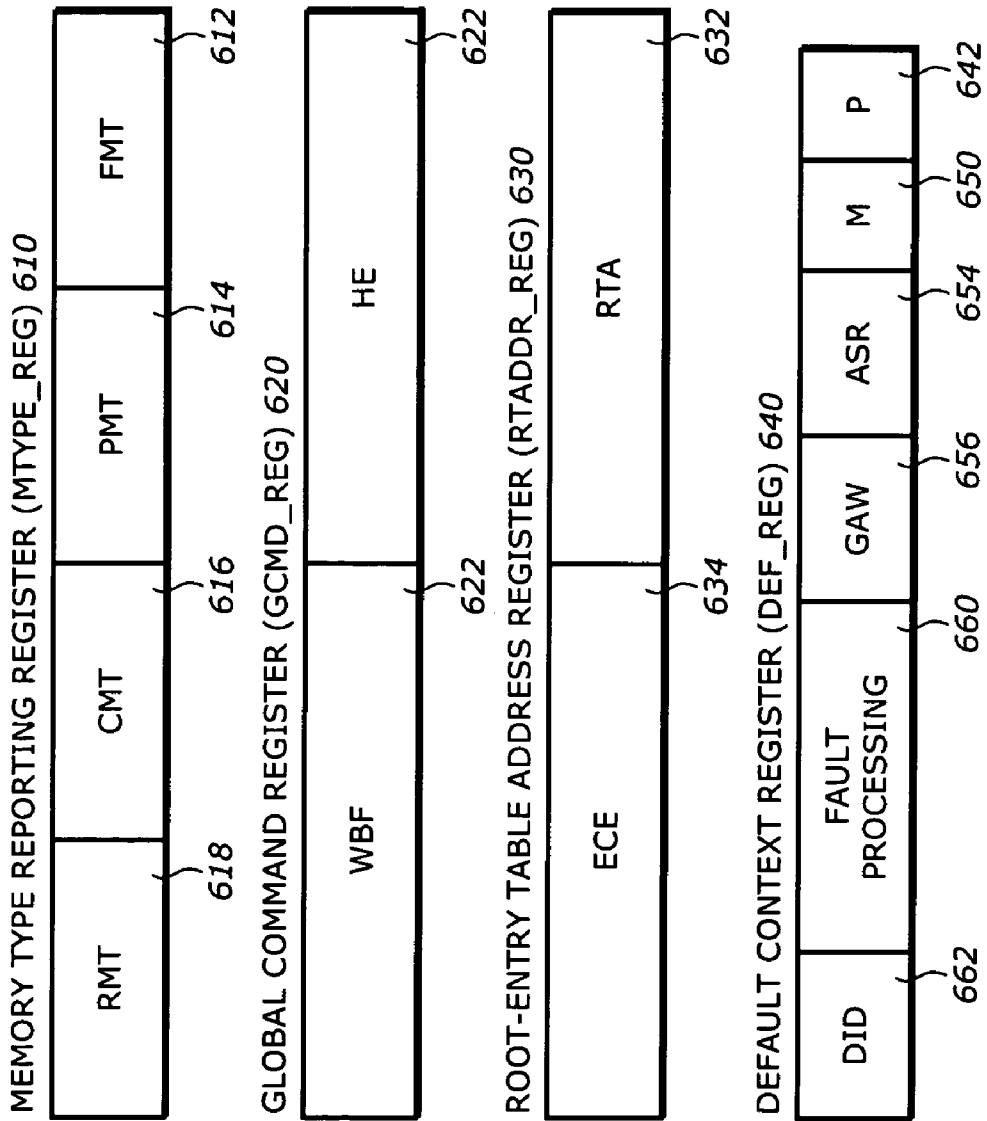 MEMORY TYPE REPORTING REGISTER (MTYPE_REG) 610
RMT CMT PMT FMT
618 616 614 612
GLOBAL COMMAND REGISTER (GCMD_REG) 620
WBF HE
622 622
ROOT-ENTRY TABLE ADDRESS REGISTER (RTADDR_REG) 630
ECE RTA
634 632
DEFAULT CONTEXT REGISTER (DEF_REG) 640
DID FAULT PROCESSING GAW ASR M P
662 660 656 654 650 642